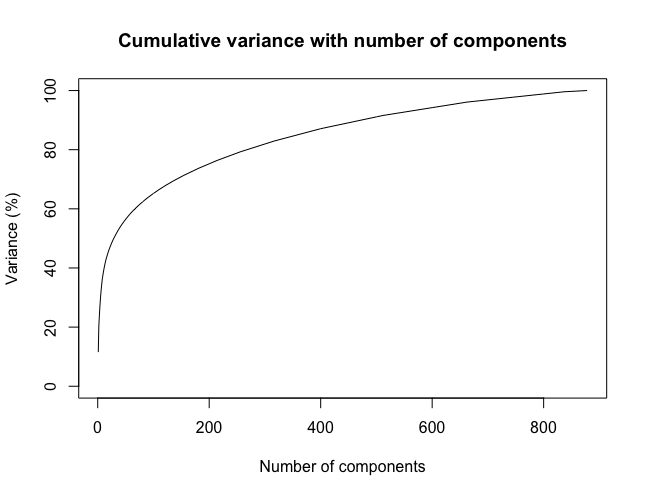 Cumulative variance with number of components
Variance (%)
100
80
60
40
20
0
0 200 400 600 800
Number of components